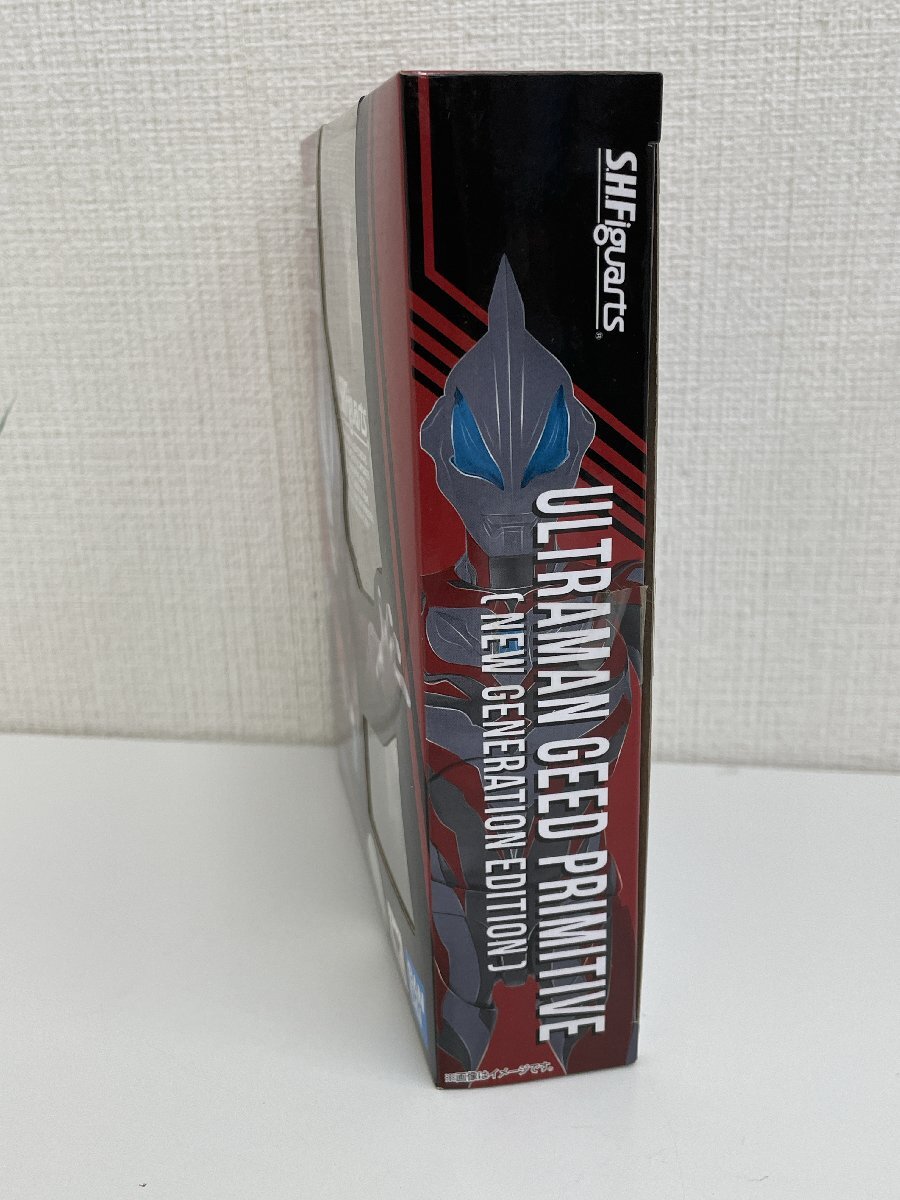 S.H.Figuarts
ULTRAMAN GEED PRIMITIVE
〔NEW GENERATION EDITION〕
※画像はイメージです。